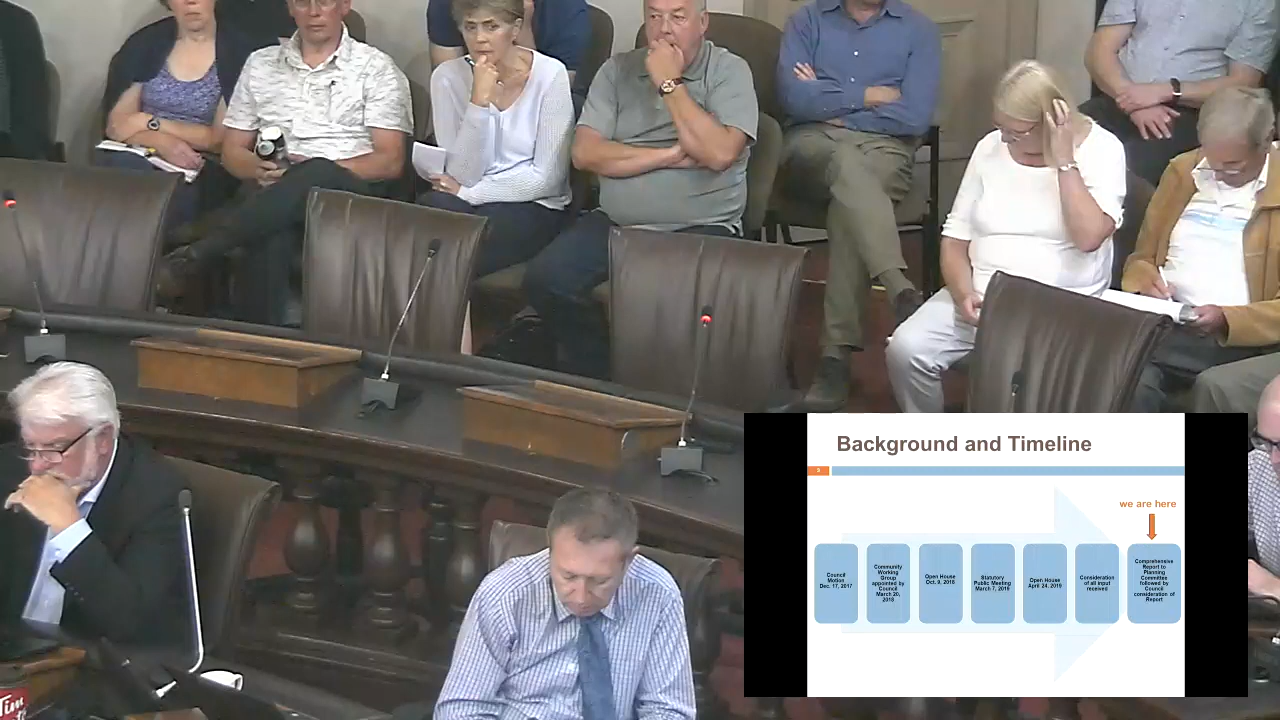 Background and Timeline
5
we are here
Council
Motion
Dec. 17, 2017
Community
Working
Group
appointed by
Council
March 20,
2018
Open House
Oct. 9, 2018
Statutory
Public Meeting
March 7, 2019
Open House
April 24, 2019
Consideration
of all input
received
Comprehensive
Report to
Planning
Committee
followed by
Council
consideration of
Report
Tim